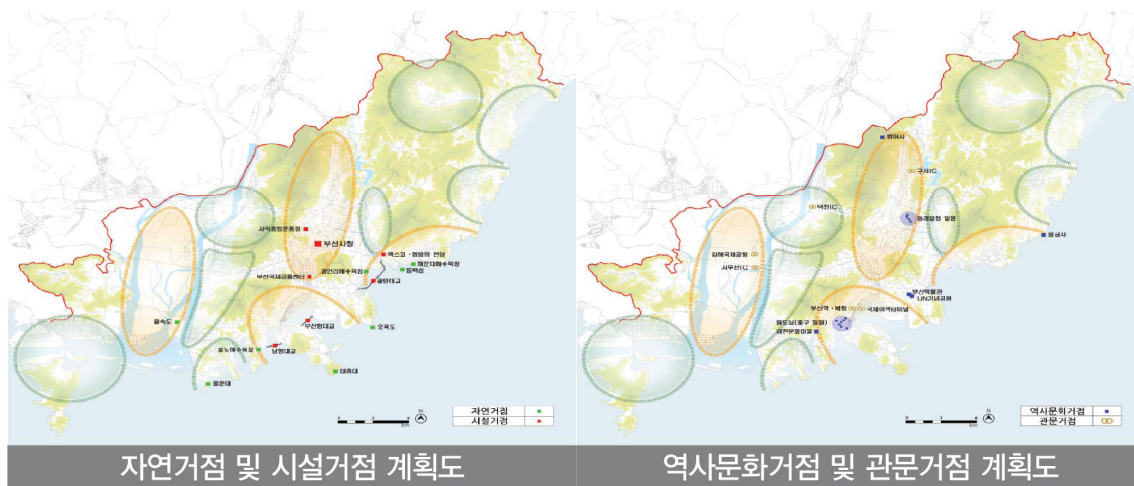 사직종합운동장
부산시청
벡스코·영화의 전당
해운대해수욕장
동백섬
광안리해수욕장
광안대교
부산국제금융센터
오륙도
부산항대교
을숙도
송도해수욕장
남항대교
태종대
몰운대
N
자연거점
시설거점
자연거점 및 시설거점 계획도
범어사
구서IC
덕천IC
동래읍성 일원
용궁사
김해국제공항
서부산IC
부산박물관
UN기념공원
부산역·북항
국제여객터미널
원도심(중구 일원)
감천문화마을
N
역사문화거점
관문거점
역사문화거점 및 관문거점 계획도